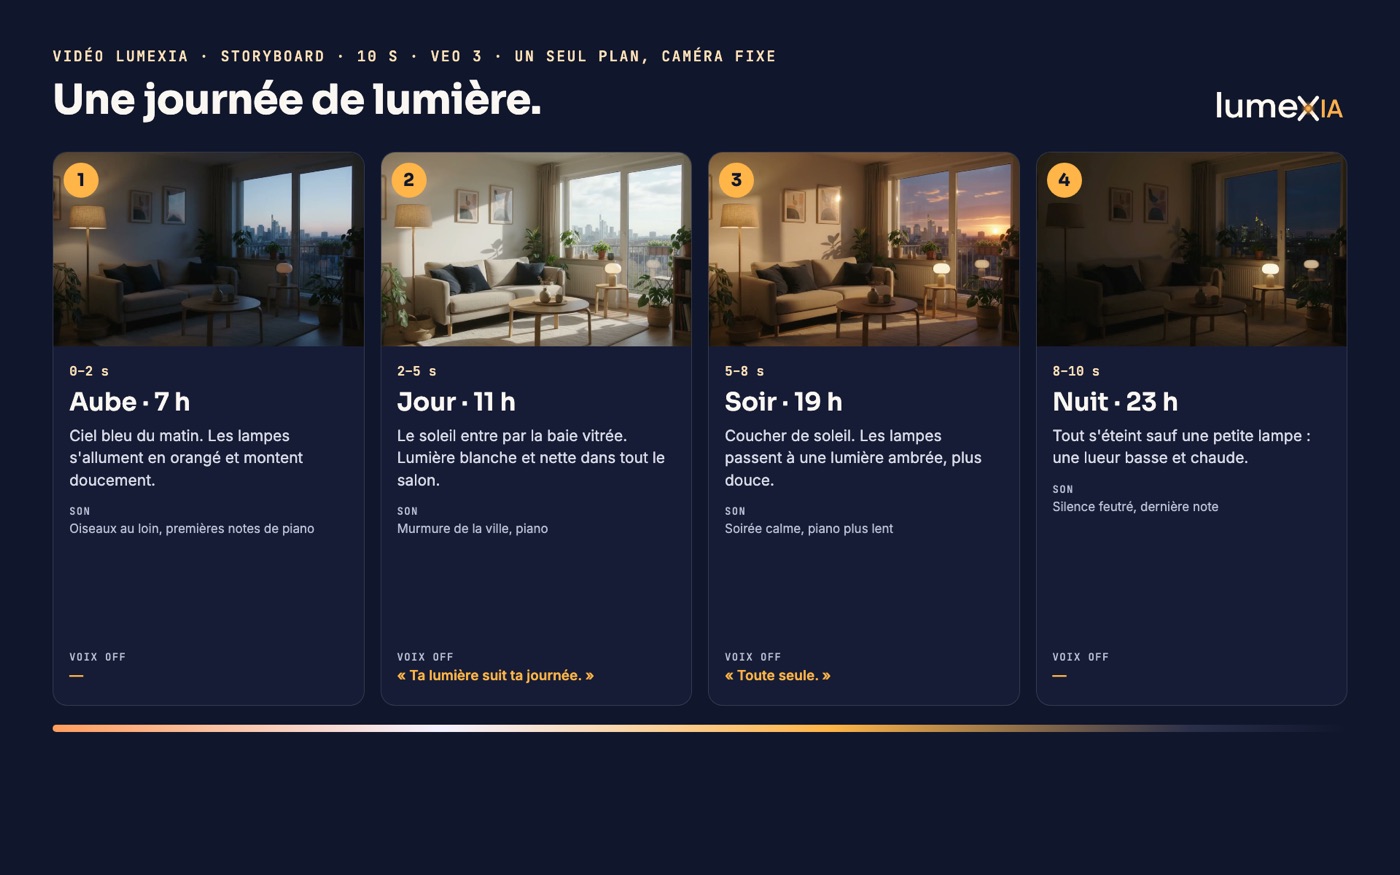 VIDÉO LUMEXIA · STORYBOARD · 10 S · VEO 3 · UN SEUL PLAN, CAMÉRA FIXE
Une journée de lumière.
lumexIA
1
0–2 s
Aube · 7 h
Ciel bleu du matin. Les lampes
s'allument en orangé et montent
doucement.
SON
Oiseaux au loin, premières notes de piano
VOIX OFF
—
2
2–5 s
Jour · 11 h
Le soleil entre par la baie vitrée.
Lumière blanche et nette dans tout le
salon.
SON
Murmure de la ville, piano
VOIX OFF
« Ta lumière suit ta journée. »
3
5–8 s
Soir · 19 h
Coucher de soleil. Les lampes
passent à une lumière ambrée, plus
douce.
SON
Soirée calme, piano plus lent
VOIX OFF
« Toute seule. »
4
8–10 s
Nuit · 23 h
Tout s'éteint sauf une petite lampe :
une lueur basse et chaude.
SON
Silence feutré, dernière note
VOIX OFF
—